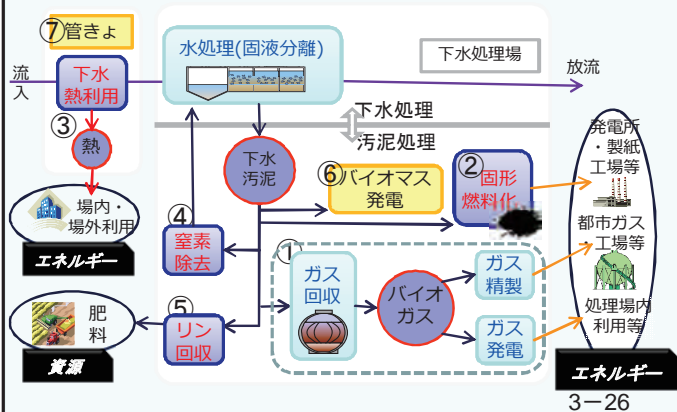 ⑦管きょ
水処理(固液分離)
下水処理場
流
入
放流
下水
熱利用
③
熱
場内・
場外利用
エネルギー
下水処理
汚泥処理
下水
汚泥
⑥バイオマス
発電
②固形
燃料化
④
窒素
除去
⑤
リン
回収
肥
料
資源
①
ガス
回収
バイオ
ガス
ガス
精製
ガス
発電
発電所
・製紙
工場等
都市ガス
・工場等
処理場内
利用等
エネルギー
3－26